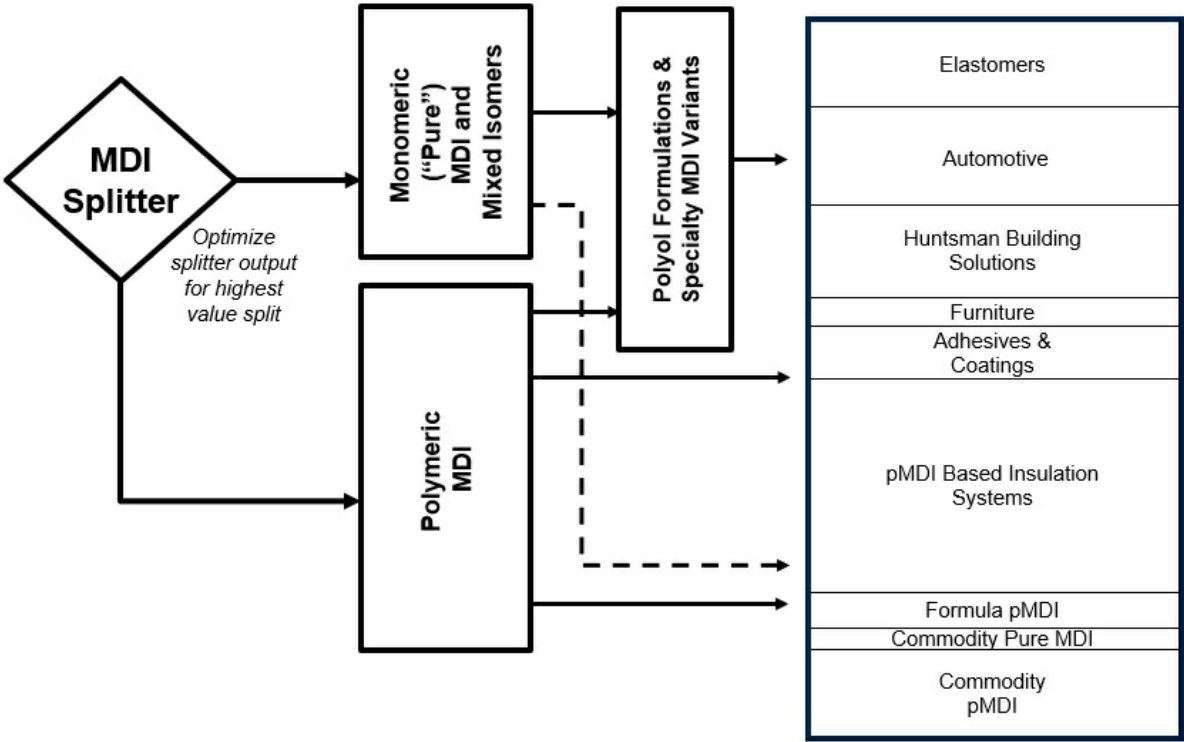 MDI
Splitter
Optimize
splitter output
for highest
value split
Monomeric
(“Pure”)
MDI and
Mixed Isomers
Polymeric
MDI
Polyol Formulations &
Specialty MDI Variants
Elastomers
Automotive
Huntsman Building
Solutions
Furniture
Adhesives &
Coatings
pMDI Based Insulation
Systems
Formula pMDI
Commodity Pure MDI
Commodity
pMDI